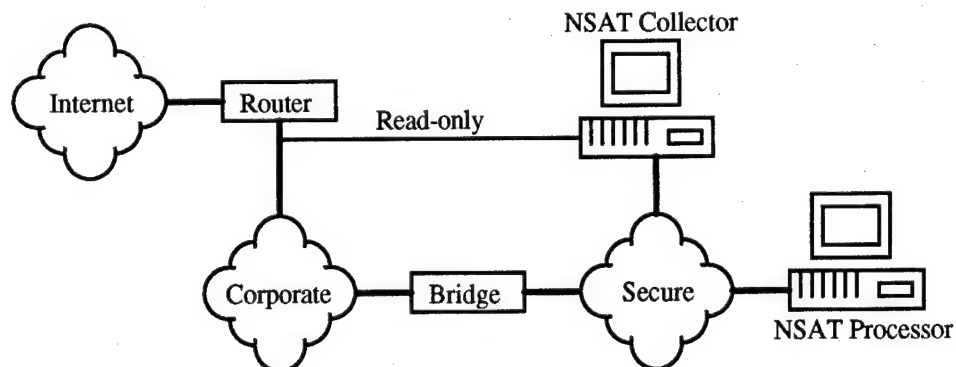 NSAT Collector
Internet
Router
Read-only
Corporate
Bridge
Secure
NSAT Processor